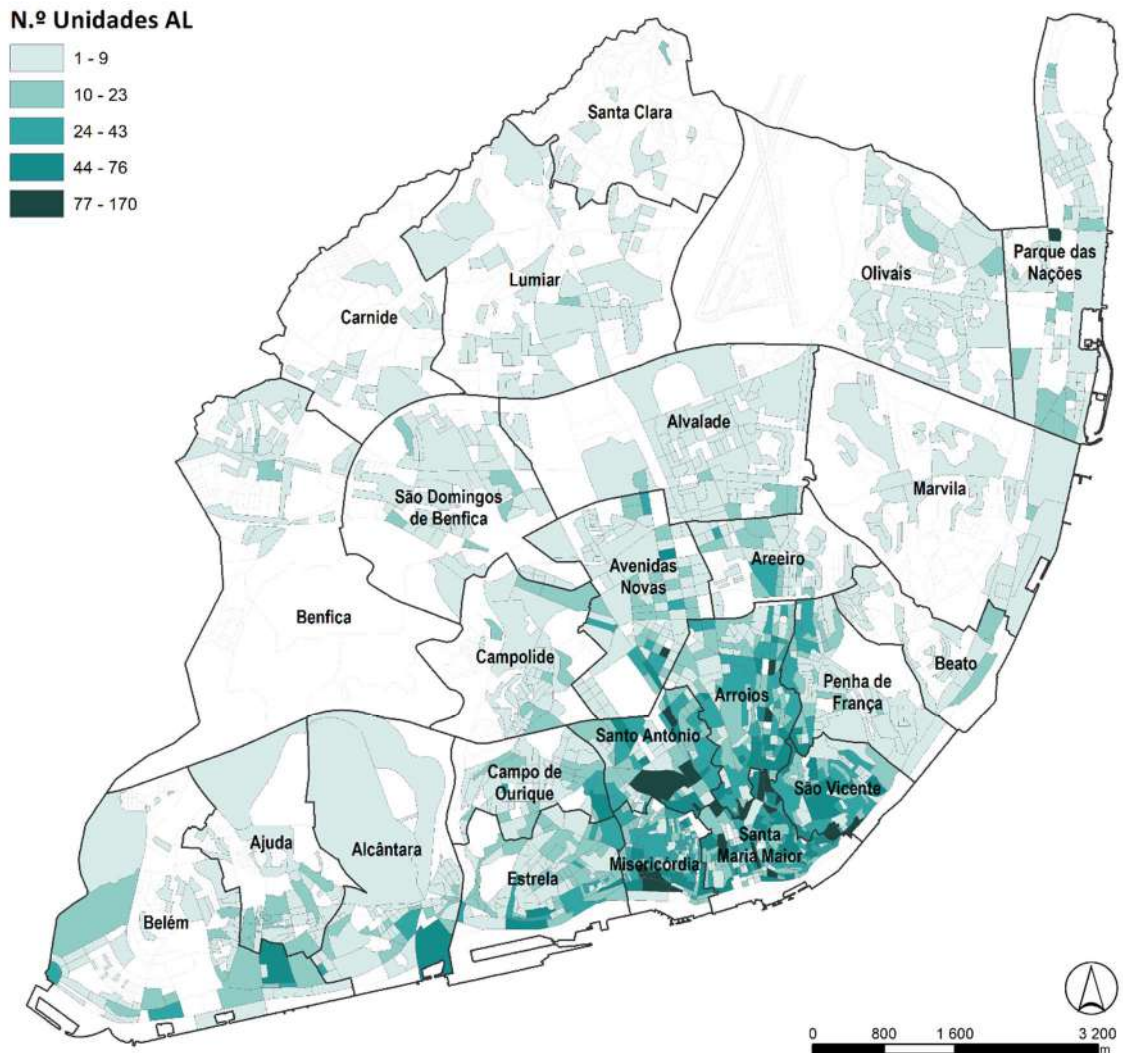 N.º Unidades AL
1 - 9
10 - 23
24 - 43
44 - 76
77 - 170
Santa Clara
Olivais
Parque das
Nações
Lumiar
Carnide
Alvalade
São Domingos
de Benfica
Marvila
Avenidas
Novas
Areeiro
Benfica
Campolide
Beato
Penha de
França
Arroios
Santo António
Campo de
Ourique
São Vicente
Ajuda
Alcântara
Santa
Maria Maior
Misericórdia
Estrela
Belém
0 800 1 600 3 200
m